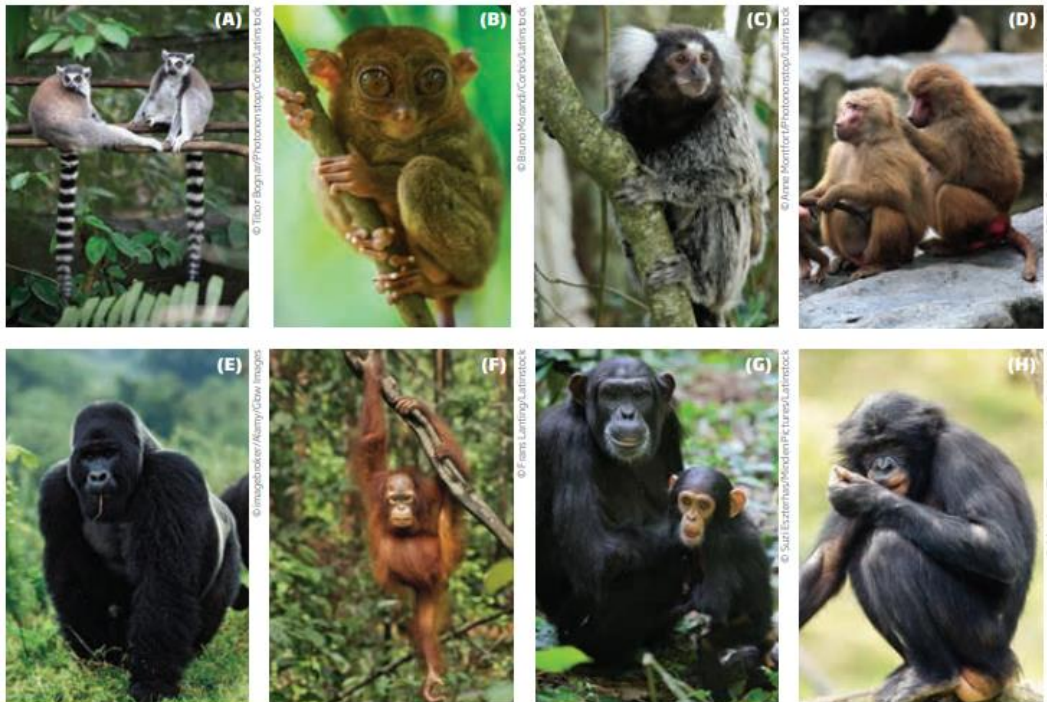 (A)
© Tibor Bognar/Photononstop/Corbis/Latinstock
(B)
© Bruno Morandi/Corbis/Latinstock
(C)
© Anne Montfort/Photononstop/Latinstock
(D)
(E)
© imagebroker/Alamy/Glow Images
(F)
© Frans Lanting/Latinstock
(G)
© Suzi Eszterhas/Minden Pictures/Latinstock
(H)